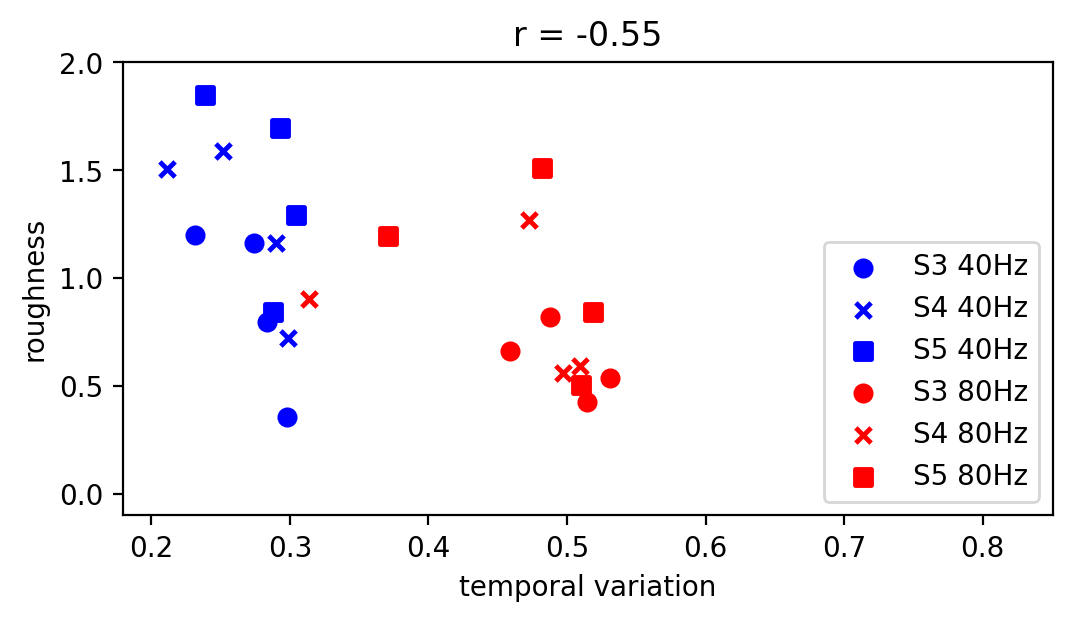 r = -0.55
2.0
1.5
1.0
0.5
0.0
roughness
S3 40Hz
S4 40Hz
S5 40Hz
S3 80Hz
S4 80Hz
S5 80Hz
0.2 0.3 0.4 0.5 0.6 0.7 0.8
temporal variation